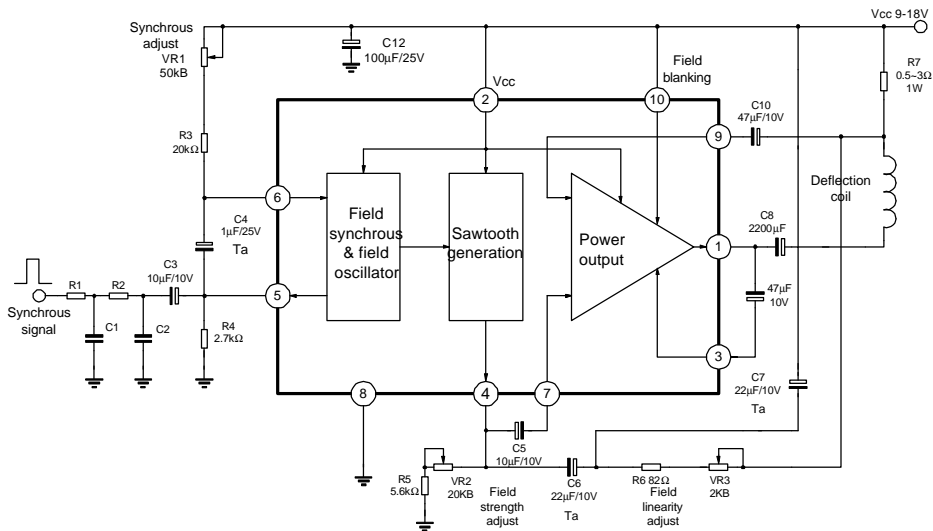 Vcc 9-18V
Synchrous
adjust
VR1
50kB
C12
100μF/25V
Field
blanking
R7
0.5~3Ω
1W
Vcc
2
10
C10
47μF/10V
9
R3
20kΩ
Deflection
coil
6
C4
1μF/25V
Ta
Field
synchrous
& field
oscillator
Sawtooth
generation
Power
output
C8
2200μF
1
C3
10μF/10V
R1
R2
5
47μF
10V
Synchrous
signal
C1
C2
R4
2.7kΩ
3
C7
22μF/10V
Ta
8
4
7
C5
10μF/10V
R5
5.6kΩ
VR2
20KB
Field
strength
adjust
C6
22μF/10V
Ta
R6 82Ω
Field
linearity
adjust
VR3
2KB